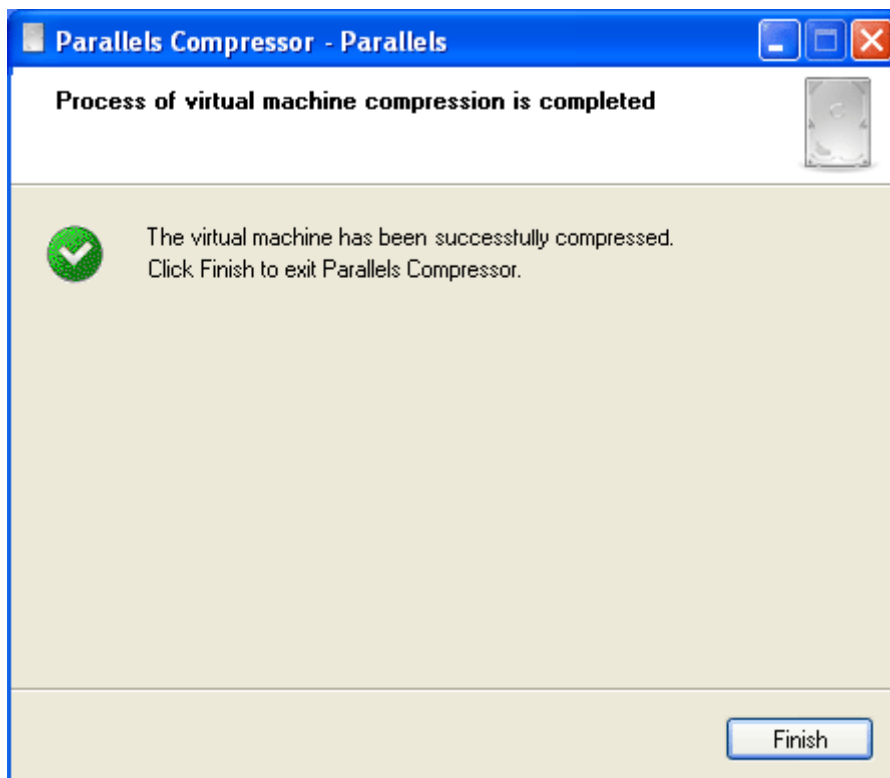 Parallels Compressor - Parallels
Process of virtual machine compression is completed
The virtual machine has been successfully compressed.
Click Finish to exit Parallels Compressor.
Finish